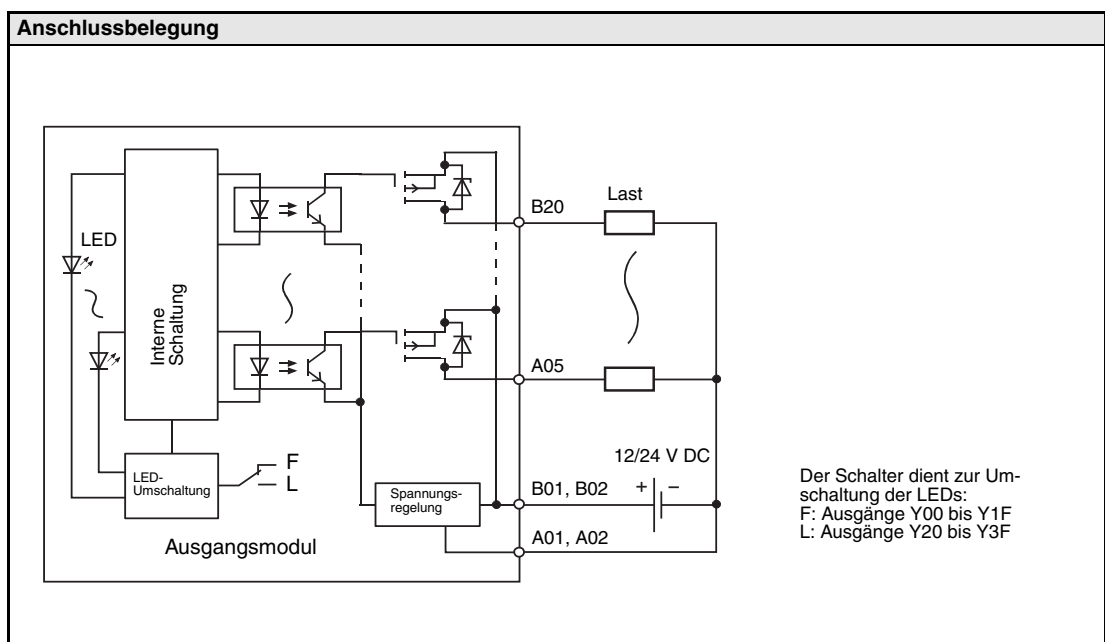 Anschlussbelegung
B20
Last
LED
Interne
Schaltung
A05
12/24 V DC
F
L
LED-
Umschaltung
Spannungs-
regelung
B01, B02
+ −
A01, A02
Ausgangsmodul
Der Schalter dient zur Um-
schaltung der LEDs:
F: Ausgänge Y00 bis Y1F
L: Ausgänge Y20 bis Y3F